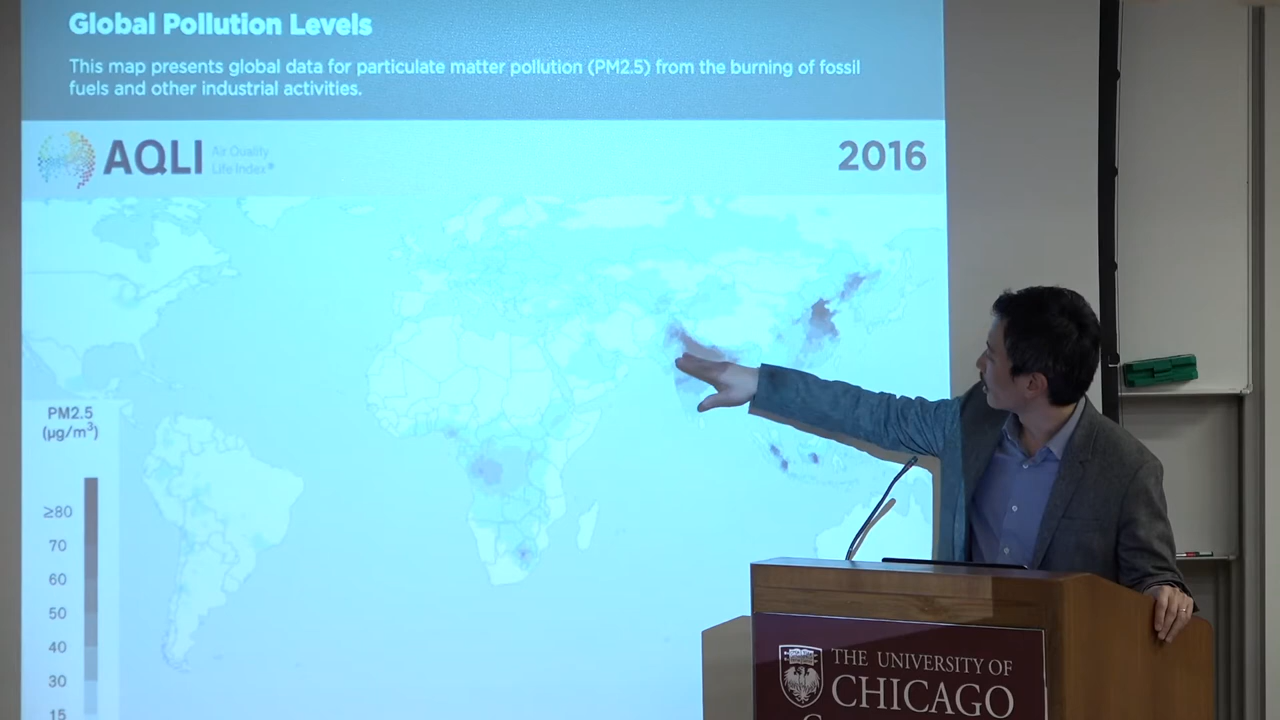 Global Pollution Levels
This map presents global data for particulate matter pollution (PM2.5) from the burning of fossil
fuels and other industrial activities.
AQLI
Air Quality
Life Index®
2016
PM2.5
(µg/m³)
≥80
70
60
50
40
30
15
THE UNIVERSITY OF
CHICAGO